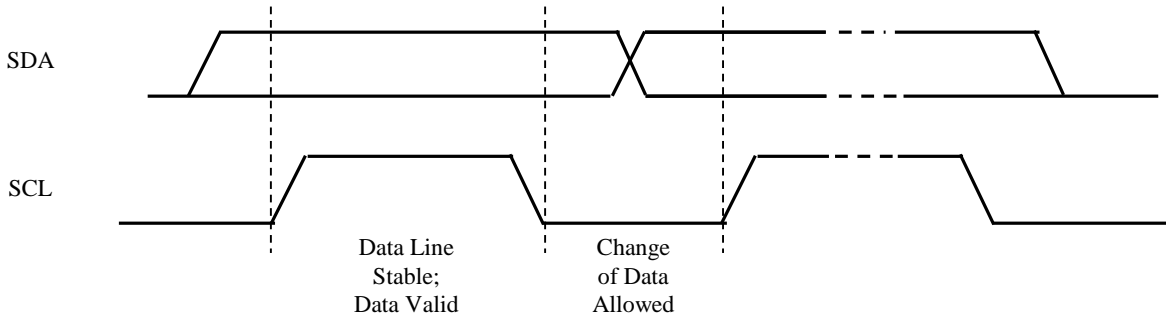 SDA
SCL
Data Line
Stable;
Data Valid
Change
of Data
Allowed